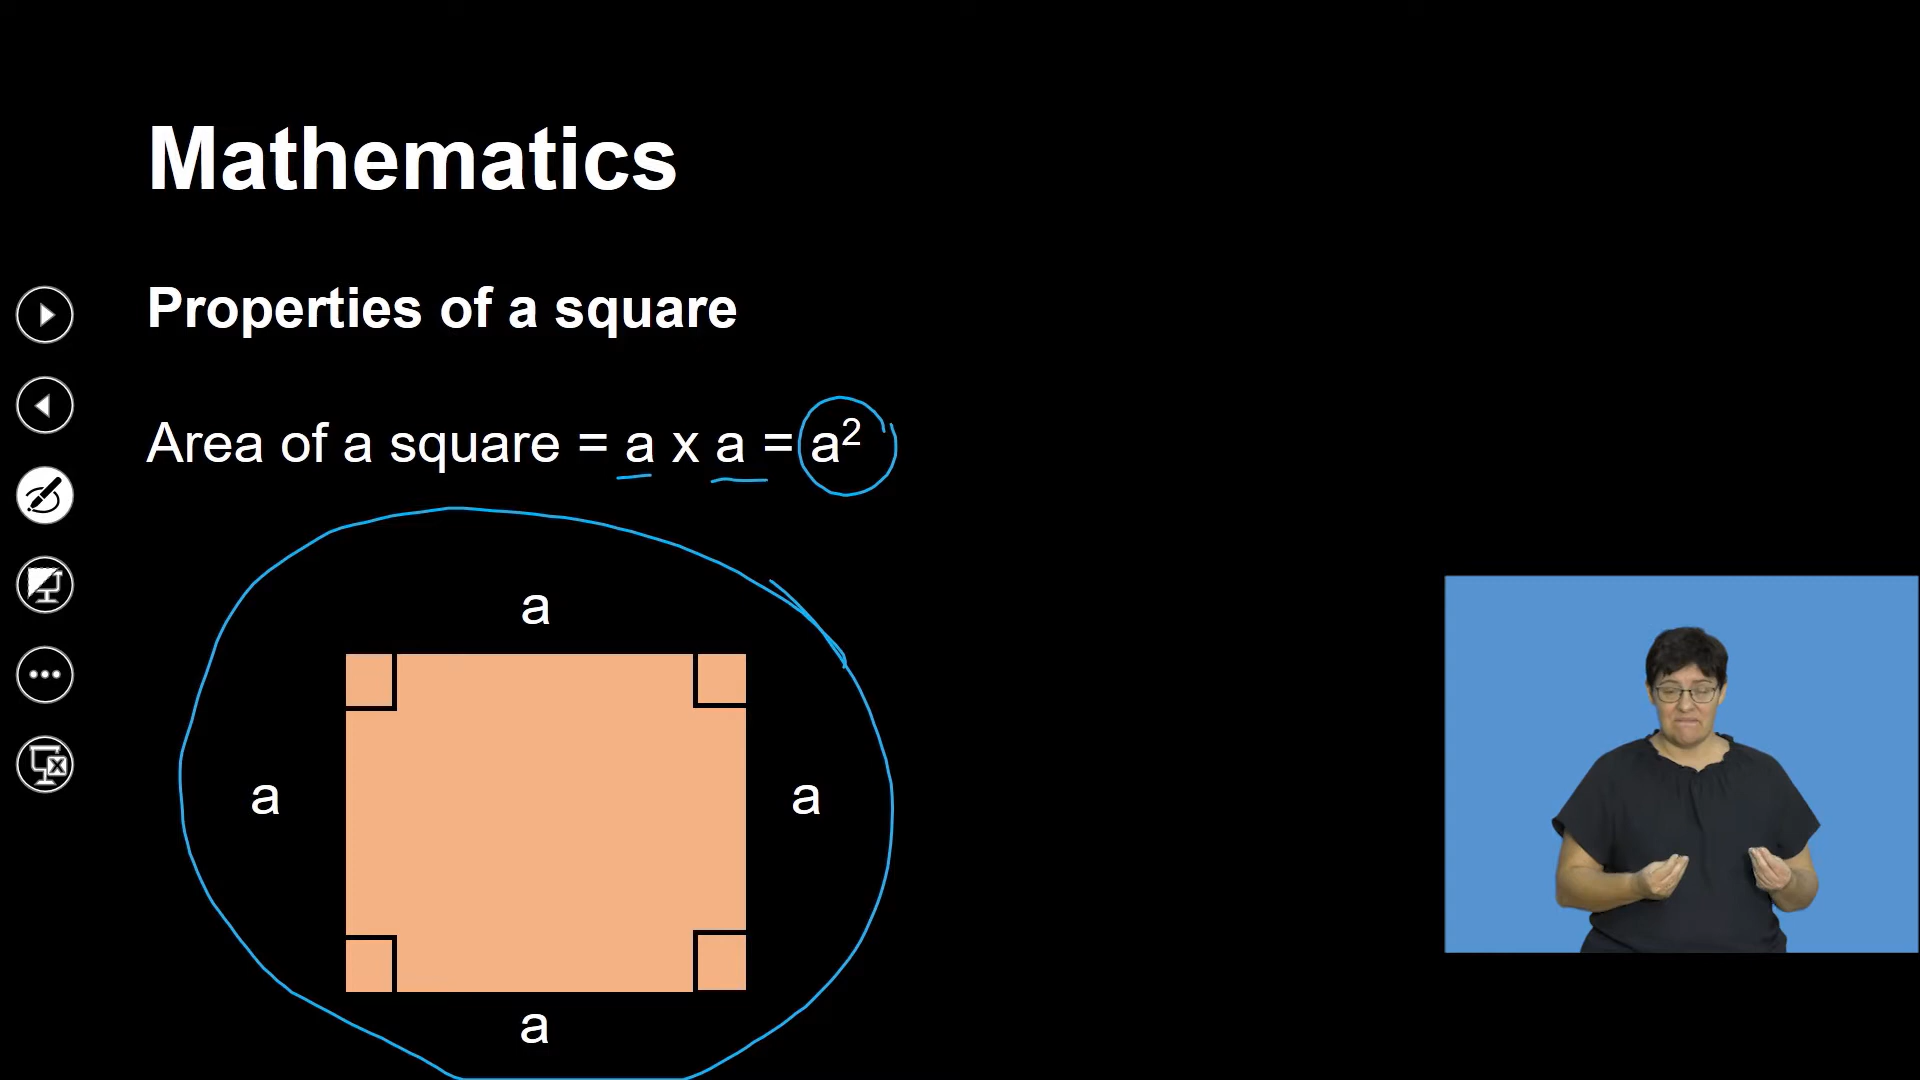 Mathematics
Properties of a square
Area of a square = a x a = a²
a
a
a
a